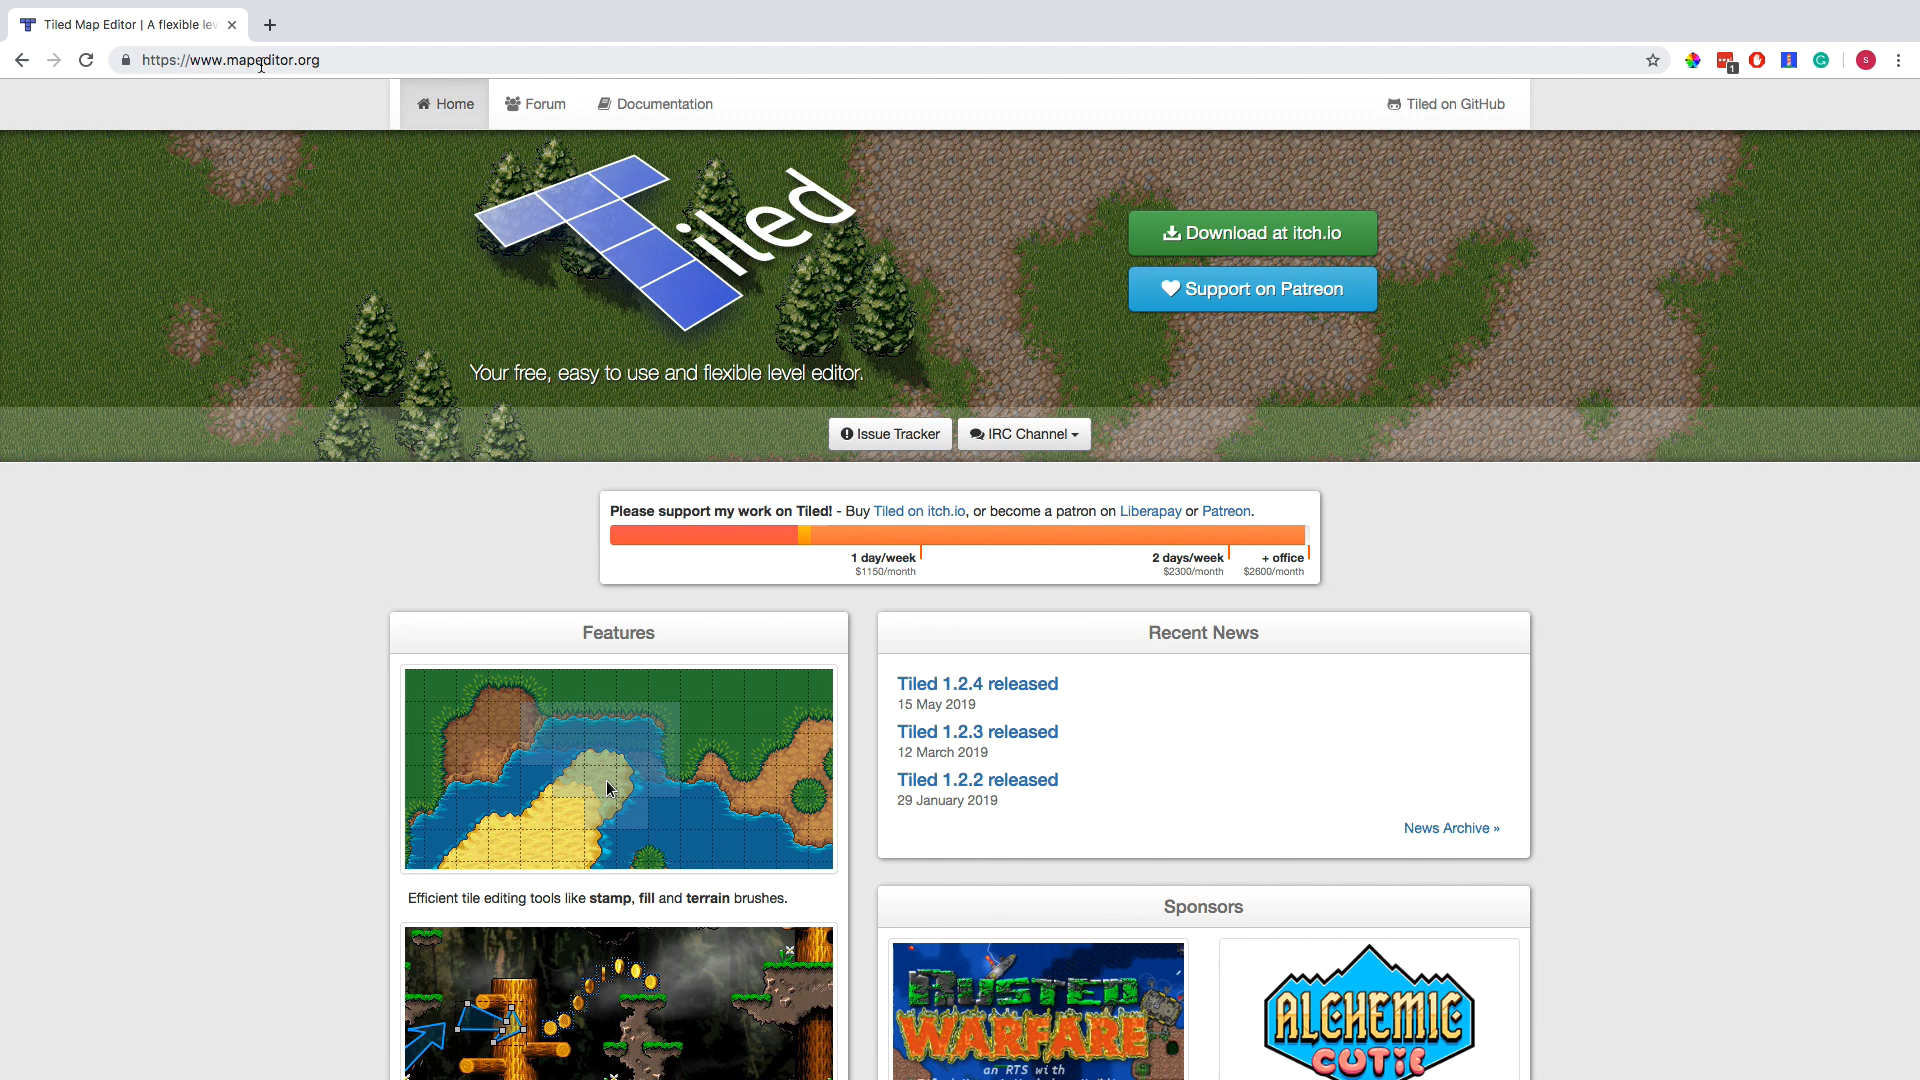 Tiled Map Editor | A flexible lev
https://www.mapeditor.org
1
S
Home
Forum
Documentation
Tiled on GitHub
Tiled
Download at itch.io
Support on Patreon
Your free, easy to use and flexible level editor.
Issue Tracker
IRC Channel
Please support my work on Tiled! - Buy Tiled on itch.io, or become a patron on Liberapay or Patreon.
1 day/week
$1150/month
2 days/week
$2300/month
+ office
$2600/month
Features
Efficient tile editing tools like stamp, fill and terrain brushes.
Recent News
Tiled 1.2.4 released
15 May 2019
Tiled 1.2.3 released
12 March 2019
Tiled 1.2.2 released
29 January 2019
News Archive »
Sponsors
RUSTED
WARFARE
an RTS with
ALCHEMIC
CUTIE